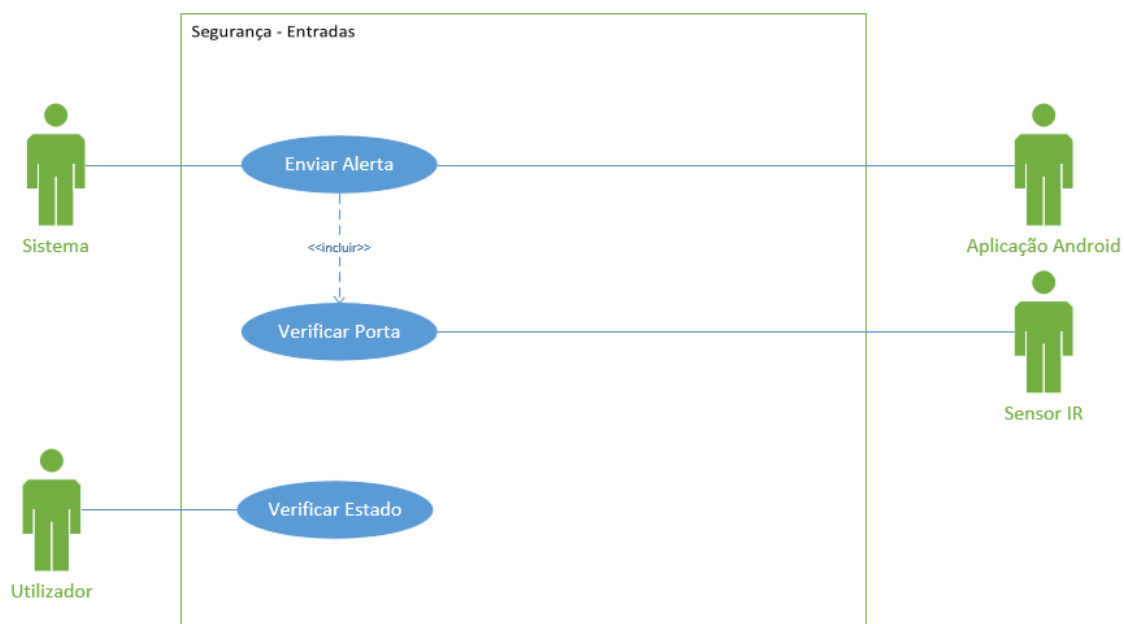 Segurança - Entradas
Enviar Alerta
Sistema
<<incluir>>
Aplicação Android
Verificar Porta
Sensor IR
Verificar Estado
Utilizador